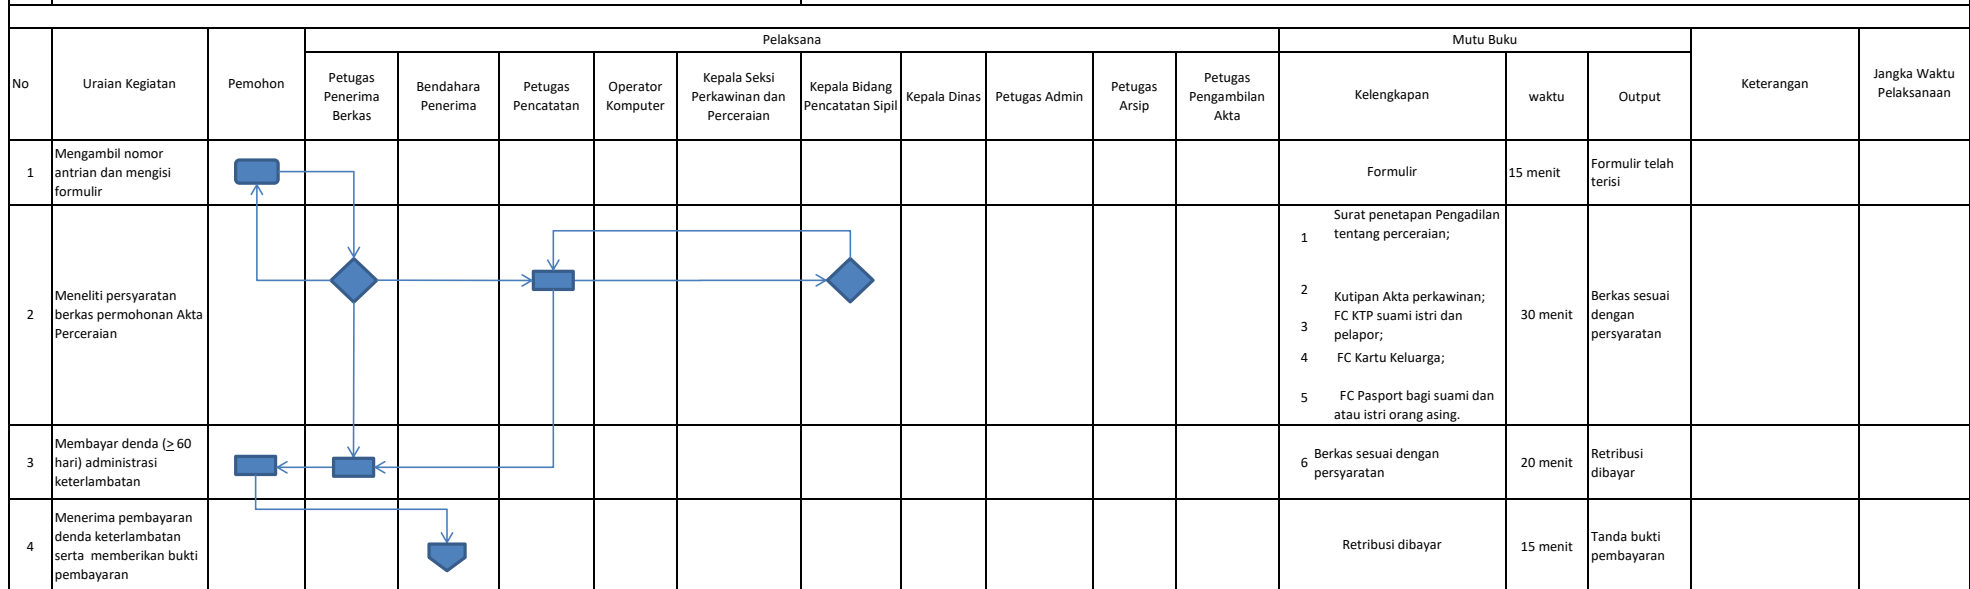 No
Uraian Kegiatan
Pemohon
Pelaksana
Petugas
Penerima
Berkas
Bendahara
Penerima
Petugas
Pencatatan
Operator
Komputer
Kepala Seksi
Perkawinan dan
Perceraian
Kepala Bidang
Pencatatan Sipil
Kepala Dinas
Petugas Admin
Petugas
Arsip
Petugas
Pengambilan
Akta
Mutu Buku
Kelengkapan
waktu
Output
Keterangan
Jangka Waktu
Pelaksanaan
1
Mengambil nomor
antrian dan mengisi
formulir
Formulir
15 menit
Formulir telah
terisi
2
Meneliti persyaratan
berkas permohonan Akta
Perceraian
1
Surat penetapan Pengadilan
tentang perceraian;
2
Kutipan Akta perkawinan;
3
FC KTP suami istri dan
pelapor;
4 FC Kartu Keluarga;
5 FC Pasport bagi suami dan
atau istri orang asing.
30 menit
Berkas sesuai
dengan
persyaratan
3
Membayar denda (≥ 60
hari) administrasi
keterlambatan
6 Berkas sesuai dengan
persyaratan
20 menit
Retribusi
dibayar
4
Menerima pembayaran
denda keterlambatan
serta memberikan bukti
pembayaran
Retribusi dibayar
15 menit
Tanda bukti
pembayaran